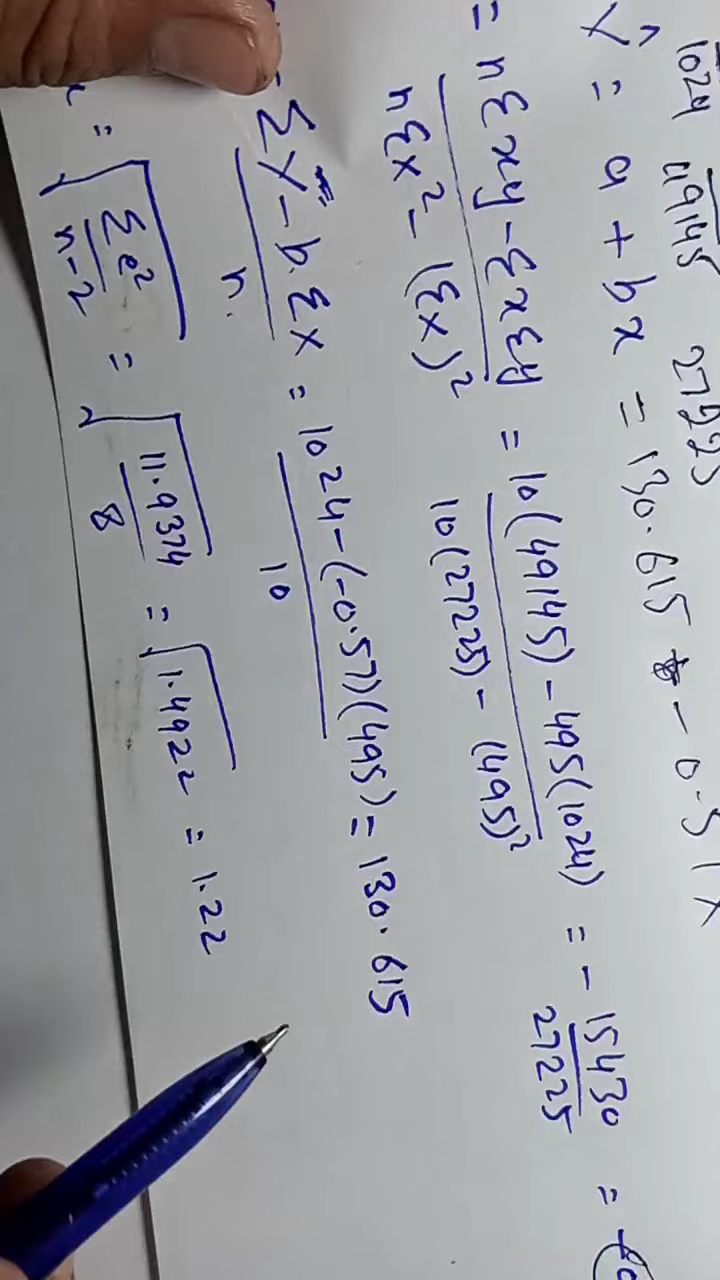 1024 49145 27225
Ŷ = a + bx = 130.615 - 0.57x
= nΣxy - ΣxΣy / nΣx² - (Σx)² = 10(49145) - 495(1024) / 10(27225) - (495)² = - 15430 / 27225 =
ΣY - b.Σx / n. = 1024 - (-0.57)(495) / 10 = 130.615
= √(Σe² / n-2) = √(11.9374 / 8) = √1.4922 = 1.22